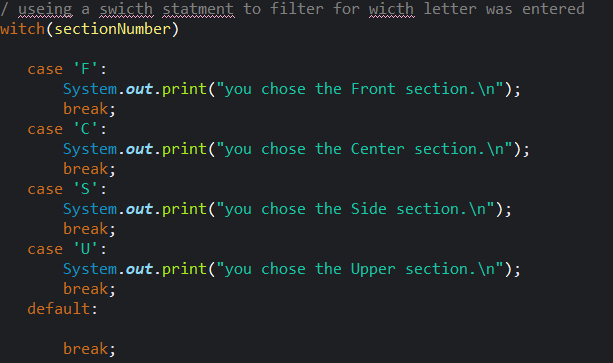 / useing a swicth statment to filter for wicth letter was entered
witch(sectionNumber)
case 'F':
System.out.print("you chose the Front section.\n");
break;
case 'C':
System.out.print("you chose the Center section.\n");
break;
case 'S':
System.out.print("you chose the Side section.\n");
break;
case 'U':
System.out.print("you chose the Upper section.\n");
break;
default:
break;